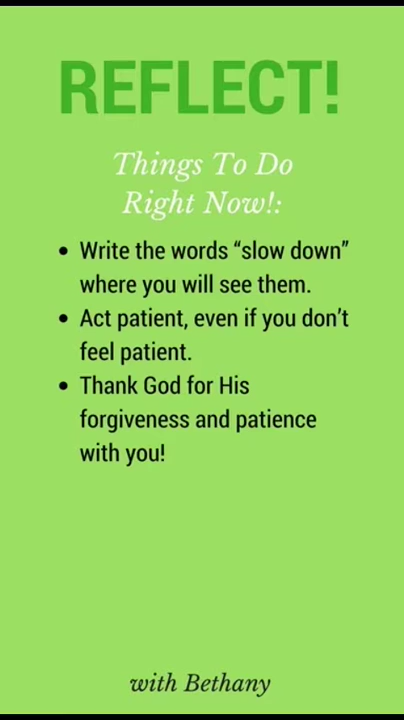 REFLECT!
Things To Do
Right Now!:
• Write the words “slow down”
where you will see them.
• Act patient, even if you don’t
feel patient.
• Thank God for His
forgiveness and patience
with you!
with Bethany